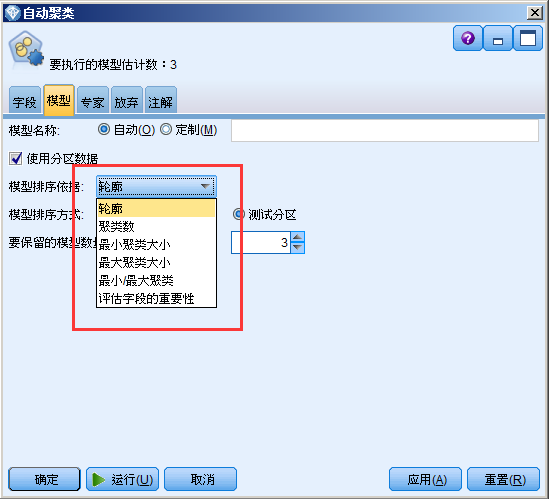 自动聚类
要执行的模型估计数：3
字段 模型 专家 放弃 注解
模型名称: 自动(O) 定制(M)
使用分区数据
模型排序依据: 轮廓
轮廓
模型排序方式: 测试分区
聚类数
最小聚类大小
要保留的模型数 3
最大聚类大小
最小/最大聚类
评估字段的重要性
确定 运行(U) 取消 应用(A) 重置(R)